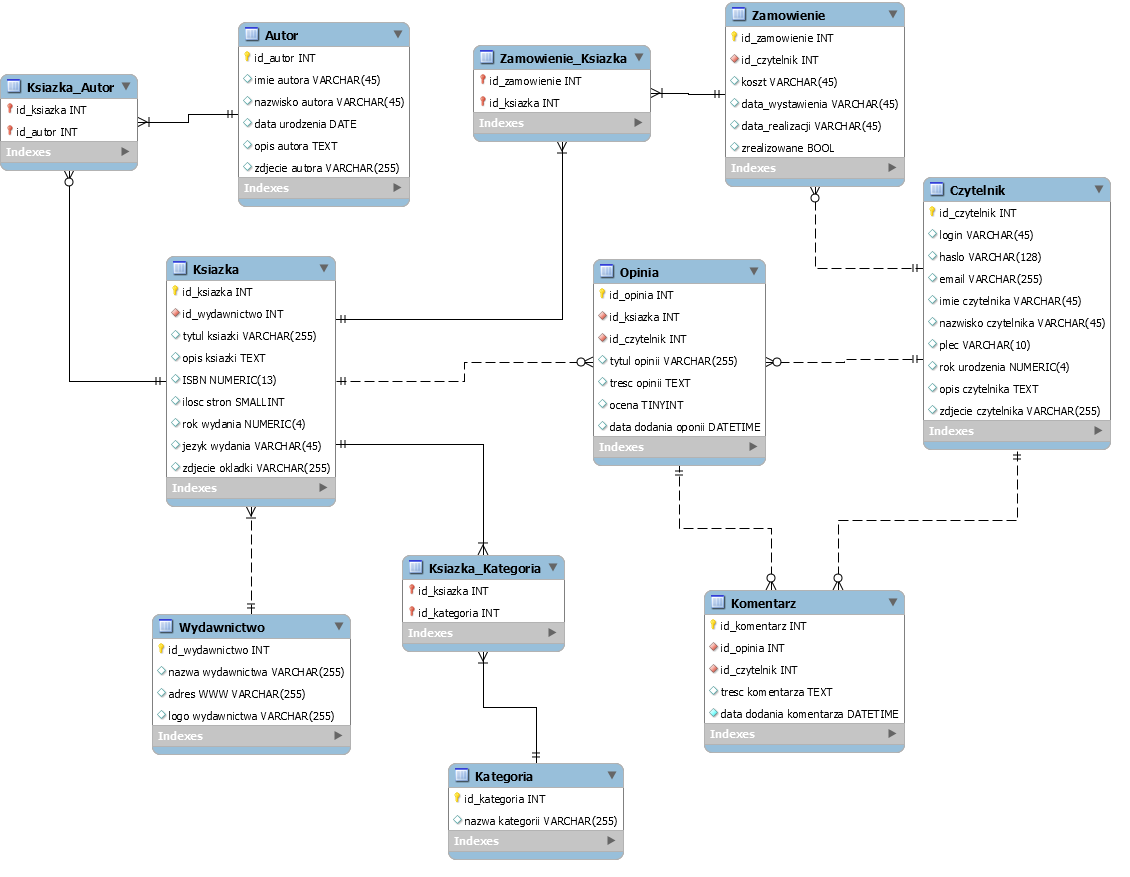 Ksiazka_Autor
id_ksiazka INT
id_autor INT
Indexes
Autor
id_autor INT
imie autora VARCHAR(45)
nazwisko autora VARCHAR(45)
data urodzenia DATE
opis autora TEXT
zdjecie autora VARCHAR(255)
Indexes
Zamowienie_Ksiazka
id_zamowienie INT
id_ksiazka INT
Indexes
Zamowienie
id_zamowienie INT
id_czytelnik INT
koszt VARCHAR(45)
data_wystawienia VARCHAR(45)
data_realizacji VARCHAR(45)
zrealizowane BOOL
Indexes
Czytelnik
id_czytelnik INT
login VARCHAR(45)
haslo VARCHAR(128)
email VARCHAR(255)
imie czytelnika VARCHAR(45)
nazwisko czytelnika VARCHAR(45)
plec VARCHAR(10)
rok urodzenia NUMERIC(4)
opis czytelnika TEXT
zdjecie czytelnika VARCHAR(255)
Indexes
Ksiazka
id_ksiazka INT
id_wydawnictwo INT
tytul ksiazki VARCHAR(255)
opis ksiazki TEXT
ISBN NUMERIC(13)
ilosc stron SMALLINT
rok wydania NUMERIC(4)
jezyk wydania VARCHAR(45)
zdjecie okladki VARCHAR(255)
Indexes
Opinia
id_opinia INT
id_ksiazka INT
id_czytelnik INT
tytul opinii VARCHAR(255)
tresc opinii TEXT
ocena TINYINT
data dodania oponii DATETIME
Indexes
Wydawnictwo
id_wydawnictwo INT
nazwa wydawnictwa VARCHAR(255)
adres WWW VARCHAR(255)
logo wydawnictwa VARCHAR(255)
Indexes
Ksiazka_Kategoria
id_ksiazka INT
id_kategoria INT
Indexes
Komentarz
id_komentarz INT
id_opinia INT
id_czytelnik INT
tresc komentarza TEXT
data dodania komentarza DATETIME
Indexes
Kategoria
id_kategoria INT
nazwa kategorii VARCHAR(255)
Indexes